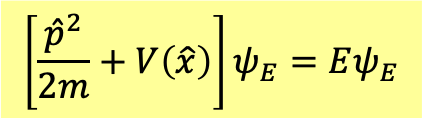 [p̂²/2m + V(x̂)] ψ_E = Eψ_E